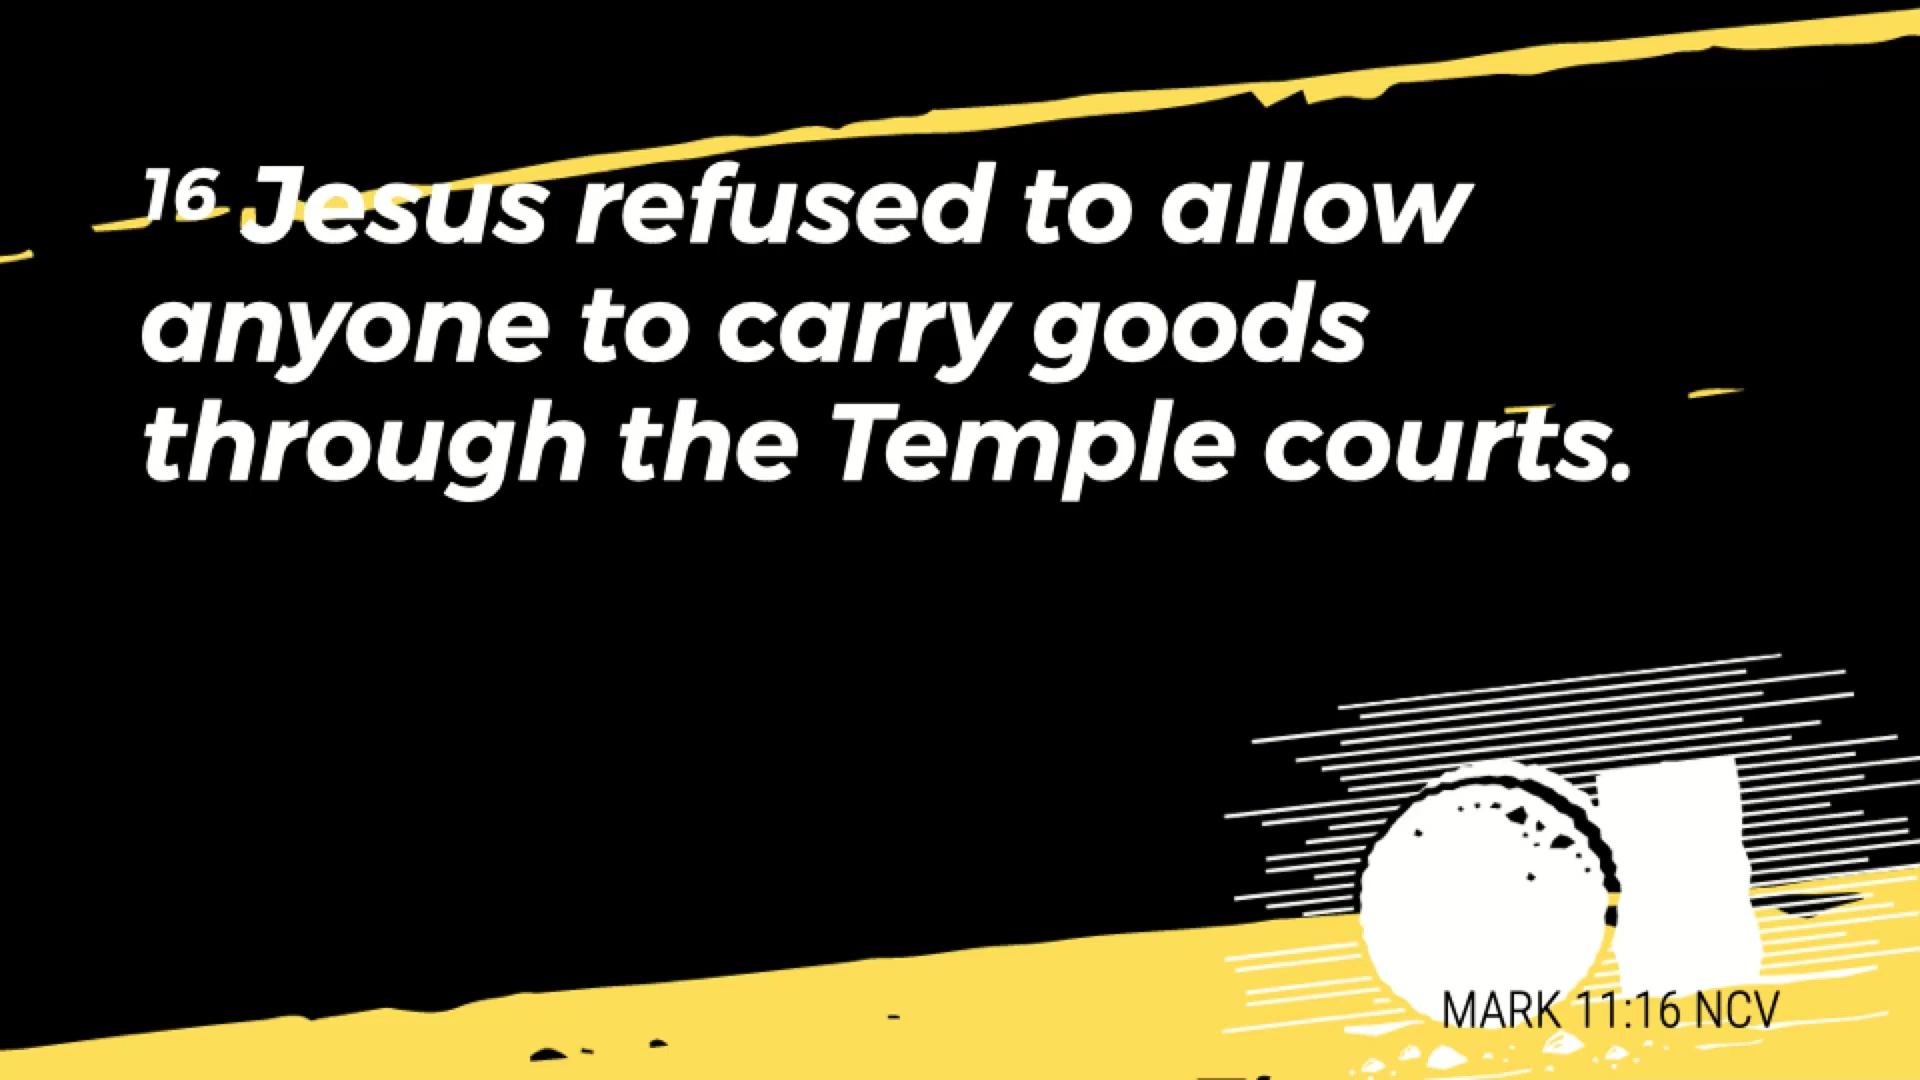 16 Jesus refused to allow
anyone to carry goods
through the Temple courts.
MARK 11:16 NCV